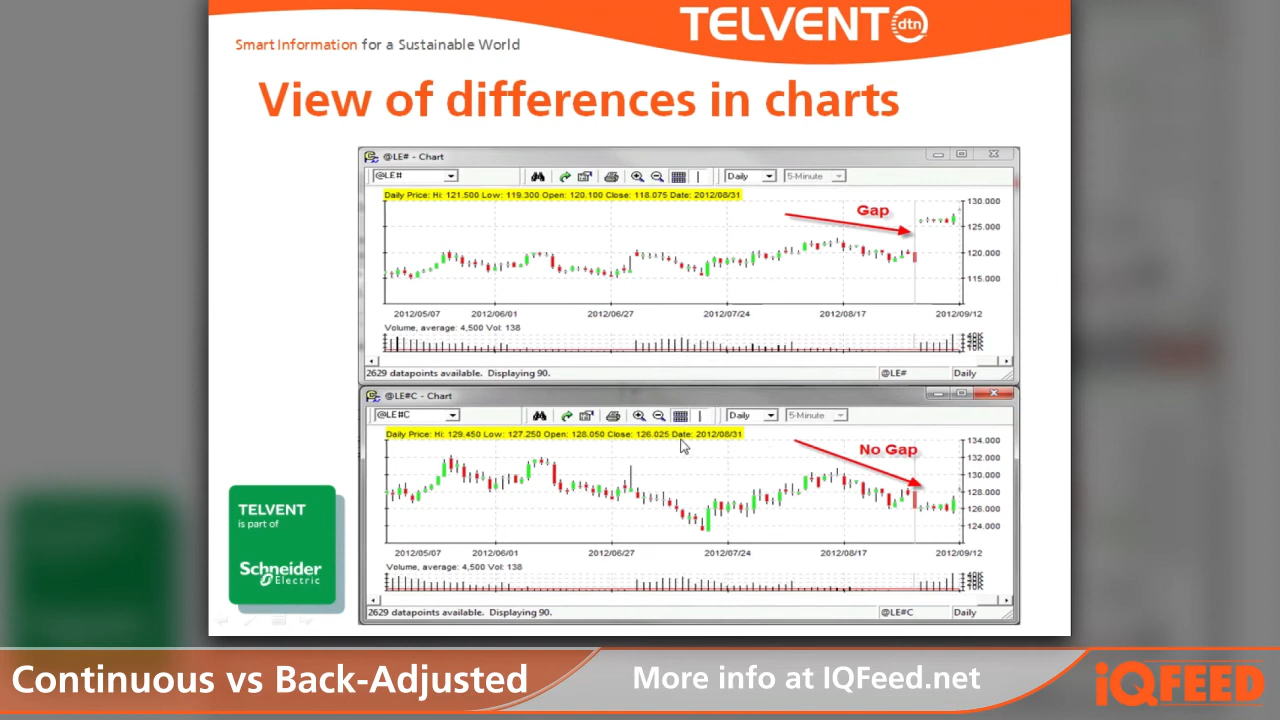 TELVENT dtn
Smart Information for a Sustainable World
View of differences in charts
@LE# - Chart
@LE#
Daily
5-Minute
Daily Price: Hi: 121.500 Low: 119.300 Open: 120.100 Close: 118.075 Date: 2012/08/31
Gap
130.000
125.000
120.000
115.000
2012/05/07 2012/06/01 2012/06/27 2012/07/24 2012/08/17 2012/09/12
Volume, average: 4,500 Vol: 138
2629 datapoints available. Displaying 90.
@LE#
Daily
@LE#C - Chart
@LE#C
Daily
5-Minute
Daily Price: Hi: 129.450 Low: 127.250 Open: 128.050 Close: 126.025 Date: 2012/08/31
No Gap
134.000
132.000
130.000
128.000
126.000
124.000
2012/05/07 2012/06/01 2012/06/27 2012/07/24 2012/08/17 2012/09/12
Volume, average: 4,500 Vol: 138
2629 datapoints available. Displaying 90.
@LE#C
Daily
TELVENT
is part of
Schneider
Electric
Continuous vs Back-Adjusted
More info at IQFeed.net
iQFEED